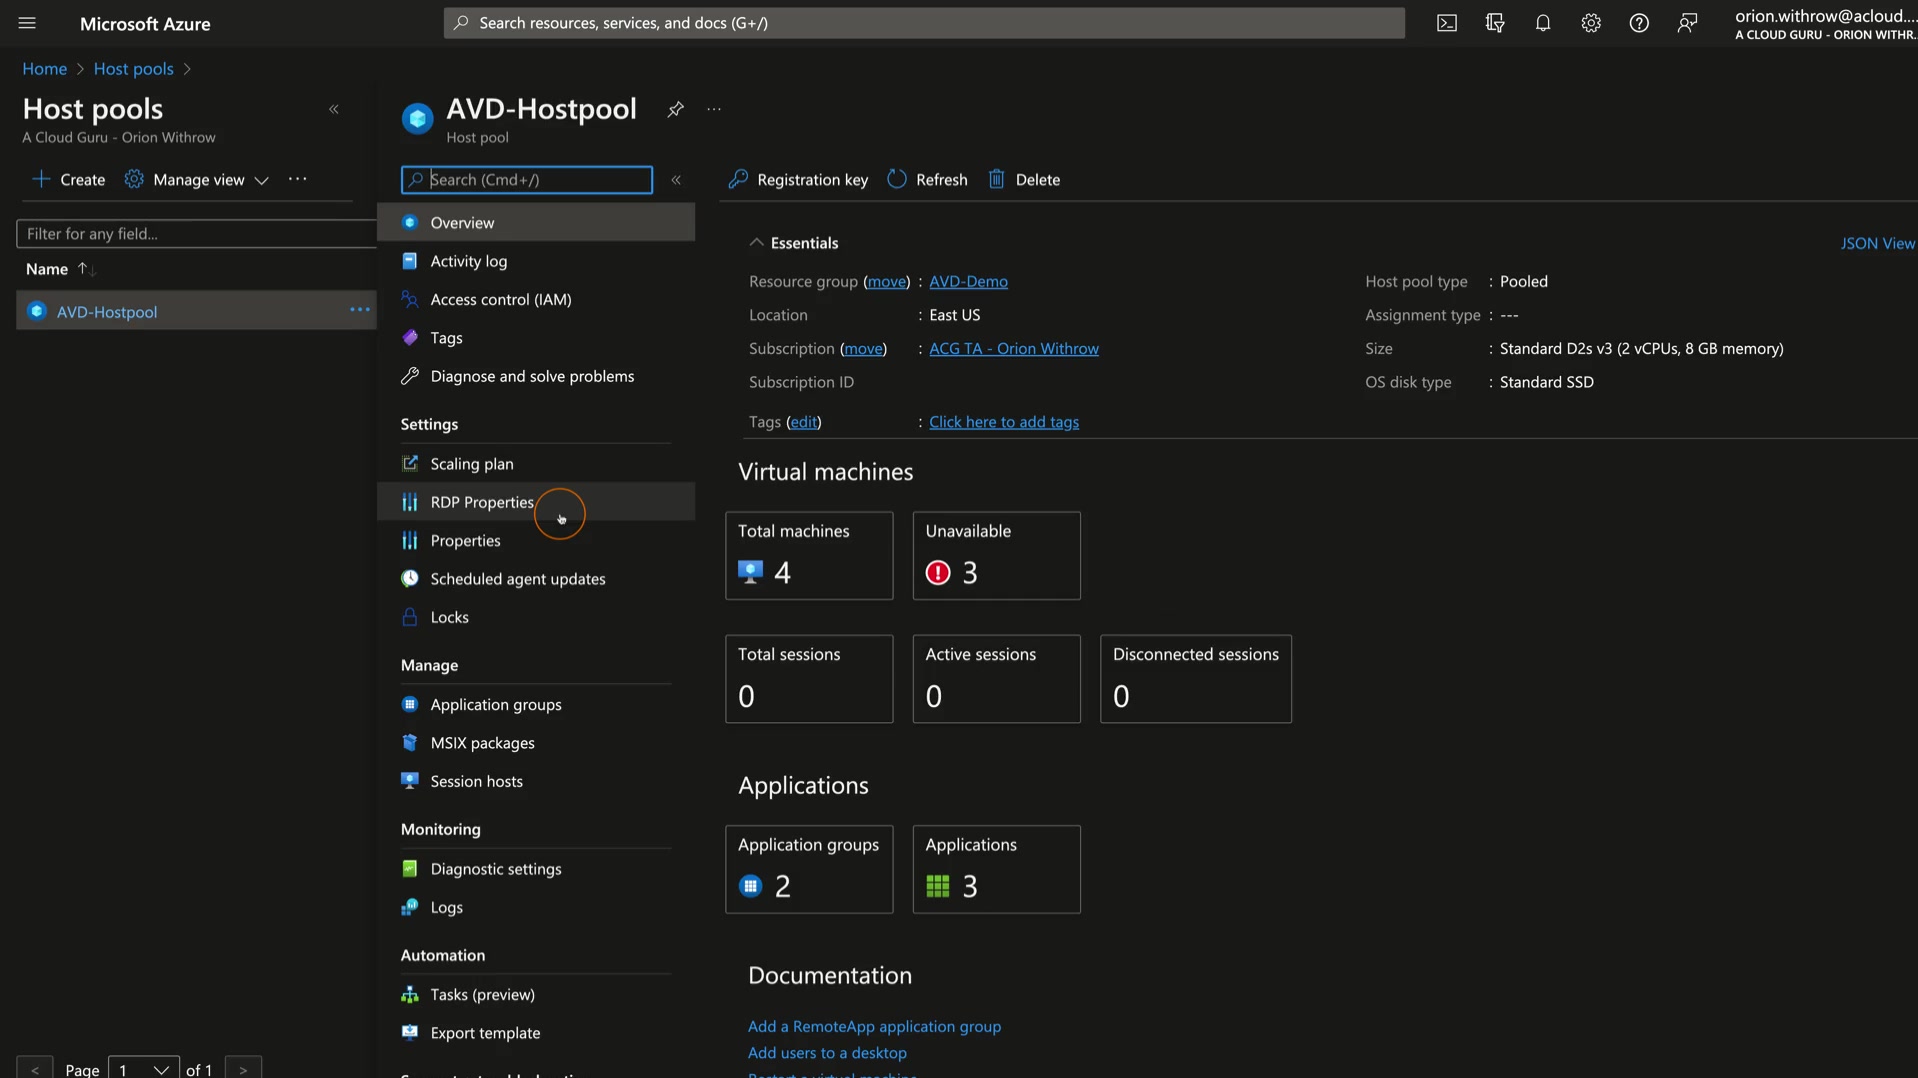 Microsoft Azure
Search resources, services, and docs (G+/)
orion.withrow@acloud....
A CLOUD GURU - ORION WITHR...
Home > Host pools >
Host pools
A Cloud Guru - Orion Withrow
Create
Manage view
Filter for any field...
Name
AVD-Hostpool
Page 1 of 1
AVD-Hostpool
Host pool
Search (Cmd+/)
Overview
Activity log
Access control (IAM)
Tags
Diagnose and solve problems
Settings
Scaling plan
RDP Properties
Properties
Scheduled agent updates
Locks
Manage
Application groups
MSIX packages
Session hosts
Monitoring
Diagnostic settings
Logs
Automation
Tasks (preview)
Export template
Registration key
Refresh
Delete
Essentials
JSON View
Resource group (move) : AVD-Demo
Location : East US
Subscription (move) : ACG TA - Orion Withrow
Subscription ID
Tags (edit) : Click here to add tags
Host pool type : Pooled
Assignment type : ---
Size : Standard D2s v3 (2 vCPUs, 8 GB memory)
OS disk type : Standard SSD
Virtual machines
Total machines
4
Unavailable
3
Total sessions
0
Active sessions
0
Disconnected sessions
0
Applications
Application groups
2
Applications
3
Documentation
Add a RemoteApp application group
Add users to a desktop